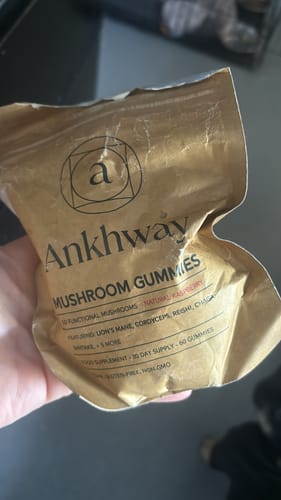 a
Ankhway
MUSHROOM GUMMIES
10 FUNCTIONAL MUSHROOMS - NATURAL RASPBERRY
FEATURING: LION'S MANE, CORDYCEPS, REISHI, CHAGA
+ 5 MORE
FOOD SUPPLEMENT - 30 DAY SUPPLY - 60 GUMMIES
GLUTEN-FREE, NON-GMO